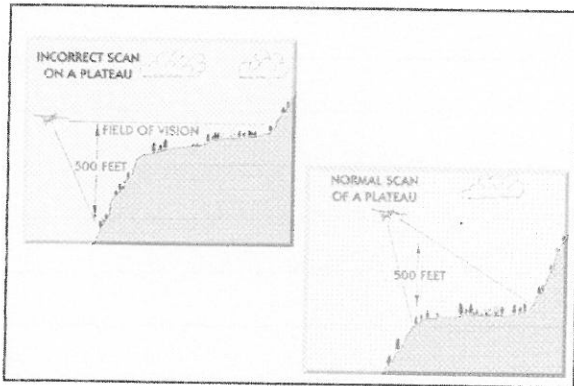 INCORRECT SCAN
ON A PLATEAU
FIELD OF VISION
500 FEET
NORMAL SCAN
OF A PLATEAU
500 FEET